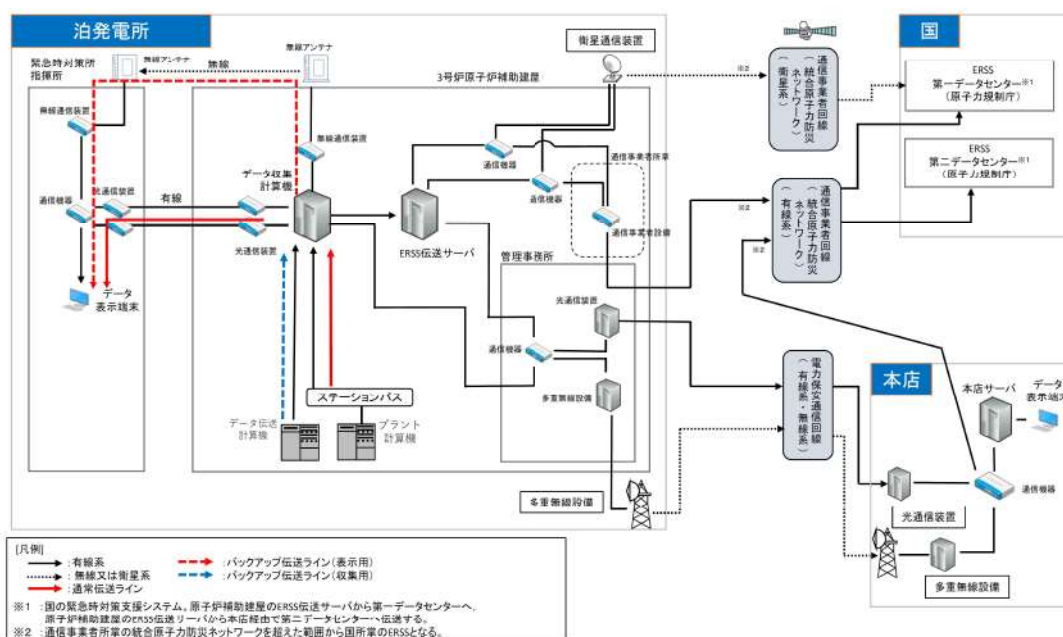 泊発電所
緊急時対策所
指揮所
無線アンテナ
無線
無線アンテナ
3号炉原子炉補助建屋
衛星通信装置
※2
通信事業者回線
(統合原子力防災
ネットワーク)
(衛星系)
国
ERSS
第一データセンター※1
(原子力規制庁)
ERSS
第二データセンター※1
(原子力規制庁)
無線通信装置
無線通信装置
通信機器
通信事業者所掌
データ収集
計算機
光通信装置
有線
通信機器
通信機器
通信事業者設備
光通信装置
ERSS伝送サーバ
※2
※2
通信事業者回線
(統合原子力防災
ネットワーク)
有線系)
データ
表示端末
管理事務所
光通信装置
通信機器
多重無線設備
電力保安通信回線
(有線系・無線系)
本店
本店サーバ
データ
表示端末
ステーションバス
データ伝送
計算機
プラント
計算機
通信機器
光通信装置
多重無線設備
多重無線設備
[凡例]
:有線系
:無線又は衛星系
:通常伝送ライン
:バックアップ伝送ライン(表示用)
:バックアップ伝送ライン(収集用)
※1 :国の緊急時対策支援システム。原子炉補助建屋のERSS伝送サーバから第一データセンターへ、
原子炉補助建屋のERSS伝送サーバから本店経由で第二データセンターへ伝送する。
※2 :通信事業者所掌の統合原子力防災ネットワークを超えた範囲から国所掌のERSSとなる。